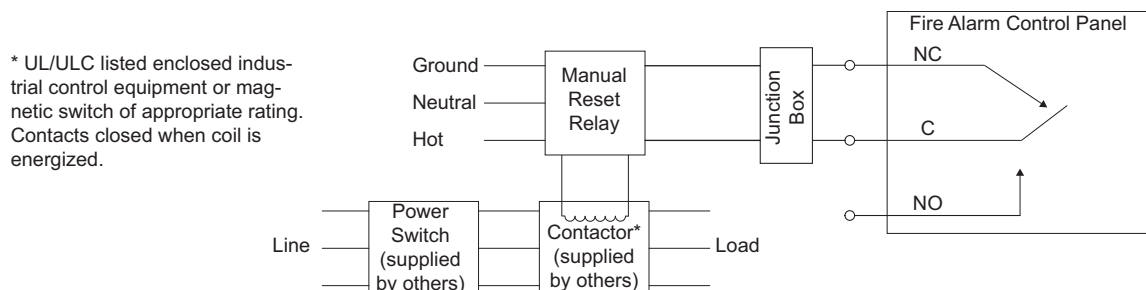 * UL/ULC listed enclosed indus-
trial control equipment or mag-
netic switch of appropriate rating.
Contacts closed when coil is
energized.
Ground
Neutral
Hot
Manual
Reset
Relay
Junction
Box
Fire Alarm Control Panel
NC
C
NO
Line
Power
Switch
(supplied
by others)
Contactor*
(supplied
by others)
Load